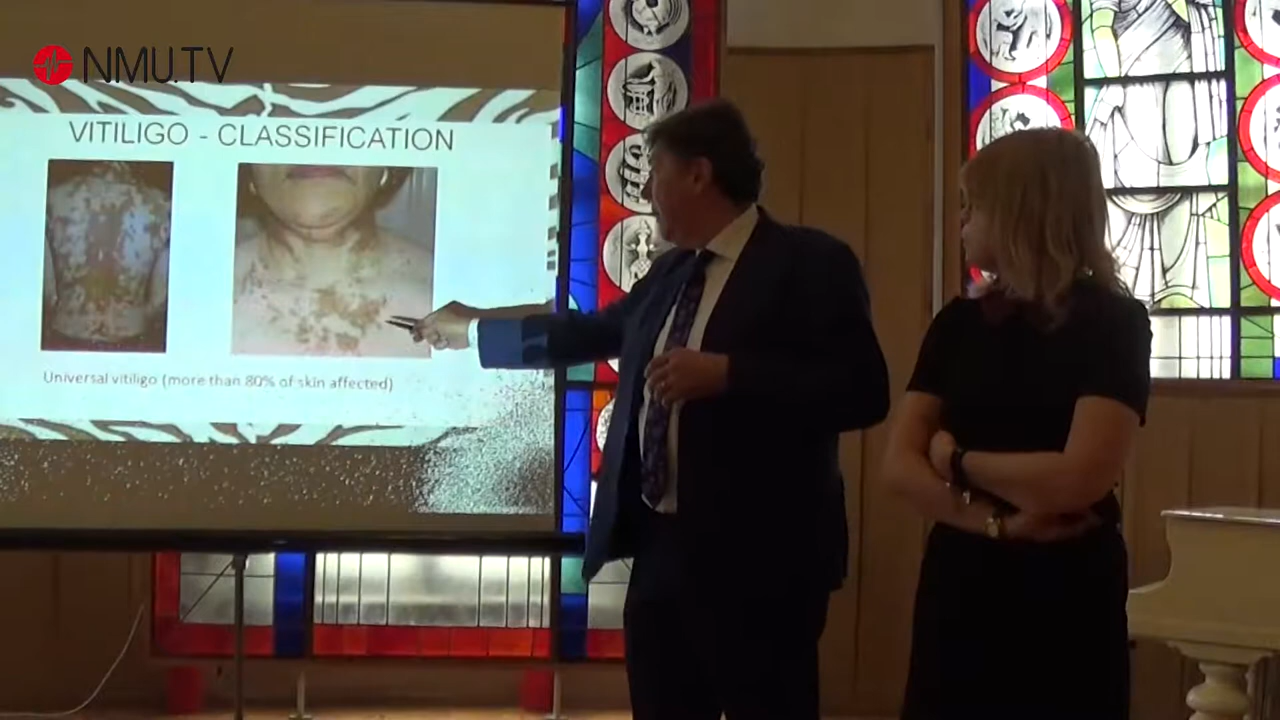 NMU.TV
VITILIGO - CLASSIFICATION
Universal vitiligo (more than 80% of skin affected)